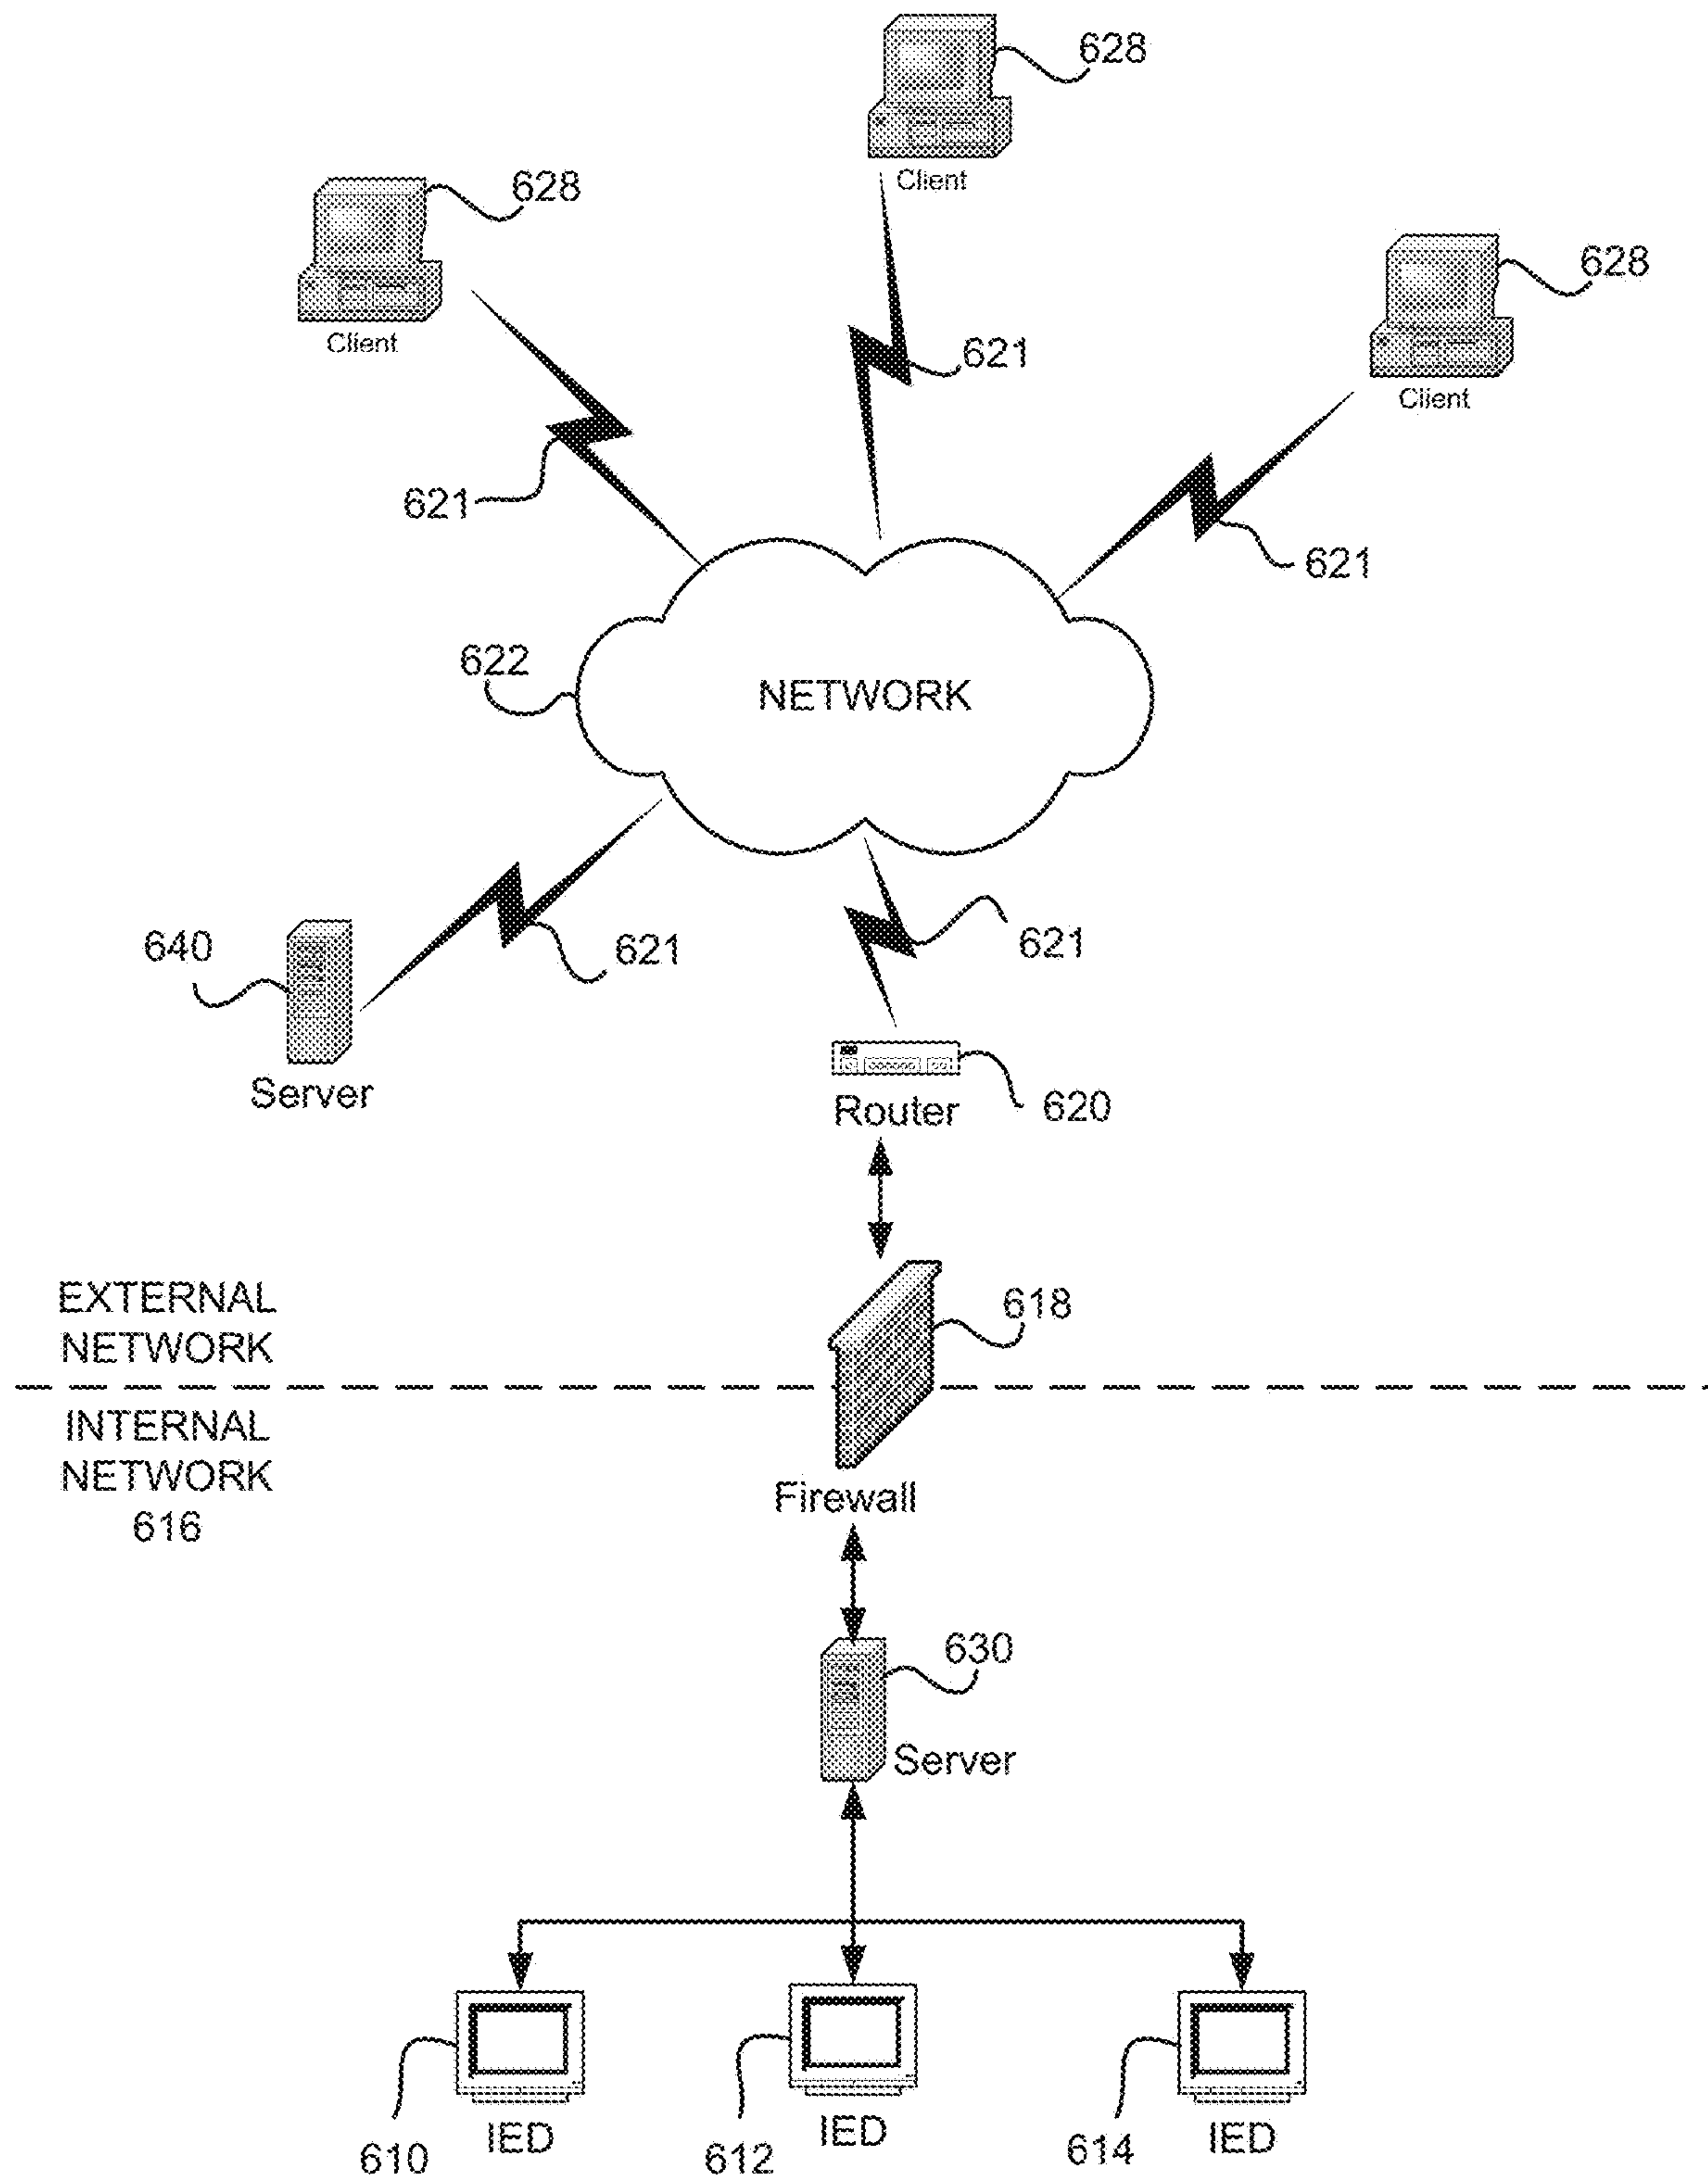 628
Client
628
Client
628
Client
621
621
621
622
NETWORK
640
Server
621
621
Router
620
EXTERNAL
NETWORK
618
INTERNAL
NETWORK
616
Firewall
630
Server
610
IED
612
IED
614
IED